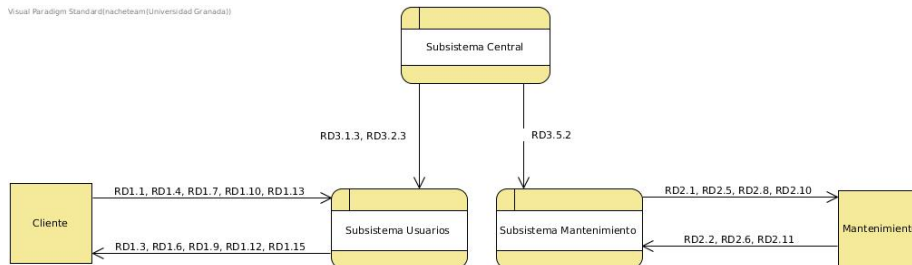 Visual Paradigm Standard(nacheteam(Universidad Granada))
Subsistema Central
RD3.1.3, RD3.2.3
RD3.5.2
RD1.1, RD1.4, RD1.7, RD1.10, RD1.13
RD2.1, RD2.5, RD2.8, RD2.10
Cliente
Subsistema Usuarios
Subsistema Mantenimiento
Mantenimient
RD1.3, RD1.6, RD1.9, RD1.12, RD1.15
RD2.2, RD2.6, RD2.11